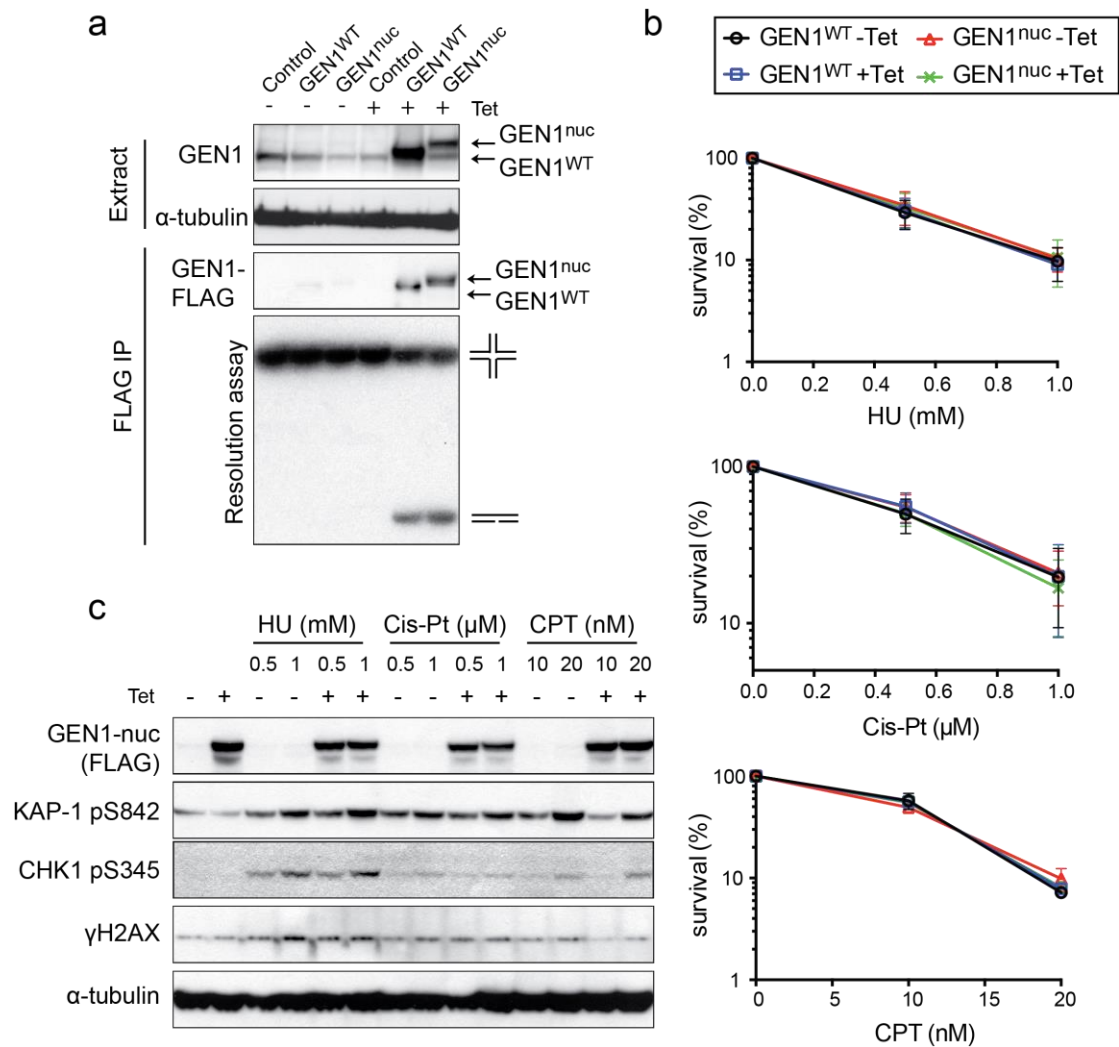 a
Control
GEN1WT
GEN1nuc
Control
GEN1WT
GEN1nuc
- - - + + + Tet
Extract
GEN1
GEN1nuc
GEN1WT
α-tubulin
FLAG IP
GEN1-
FLAG
GEN1nuc
GEN1WT
Resolution assay
b
GEN1WT -Tet
GEN1nuc -Tet
GEN1WT +Tet
GEN1nuc +Tet
survival (%)
100
10
1
0.0 0.2 0.4 0.6 0.8 1.0
HU (mM)
survival (%)
100
10
0.0 0.2 0.4 0.6 0.8 1.0
Cis-Pt (μM)
survival (%)
100
10
1
0 5 10 15 20
CPT (nM)
c
HU (mM) Cis-Pt (μM) CPT (nM)
0.5 1 0.5 1 0.5 1 0.5 1 10 20 10 20
Tet - + - - + + - - + + - - + +
GEN1-nuc
(FLAG)
KAP-1 pS842
CHK1 pS345
γH2AX
α-tubulin